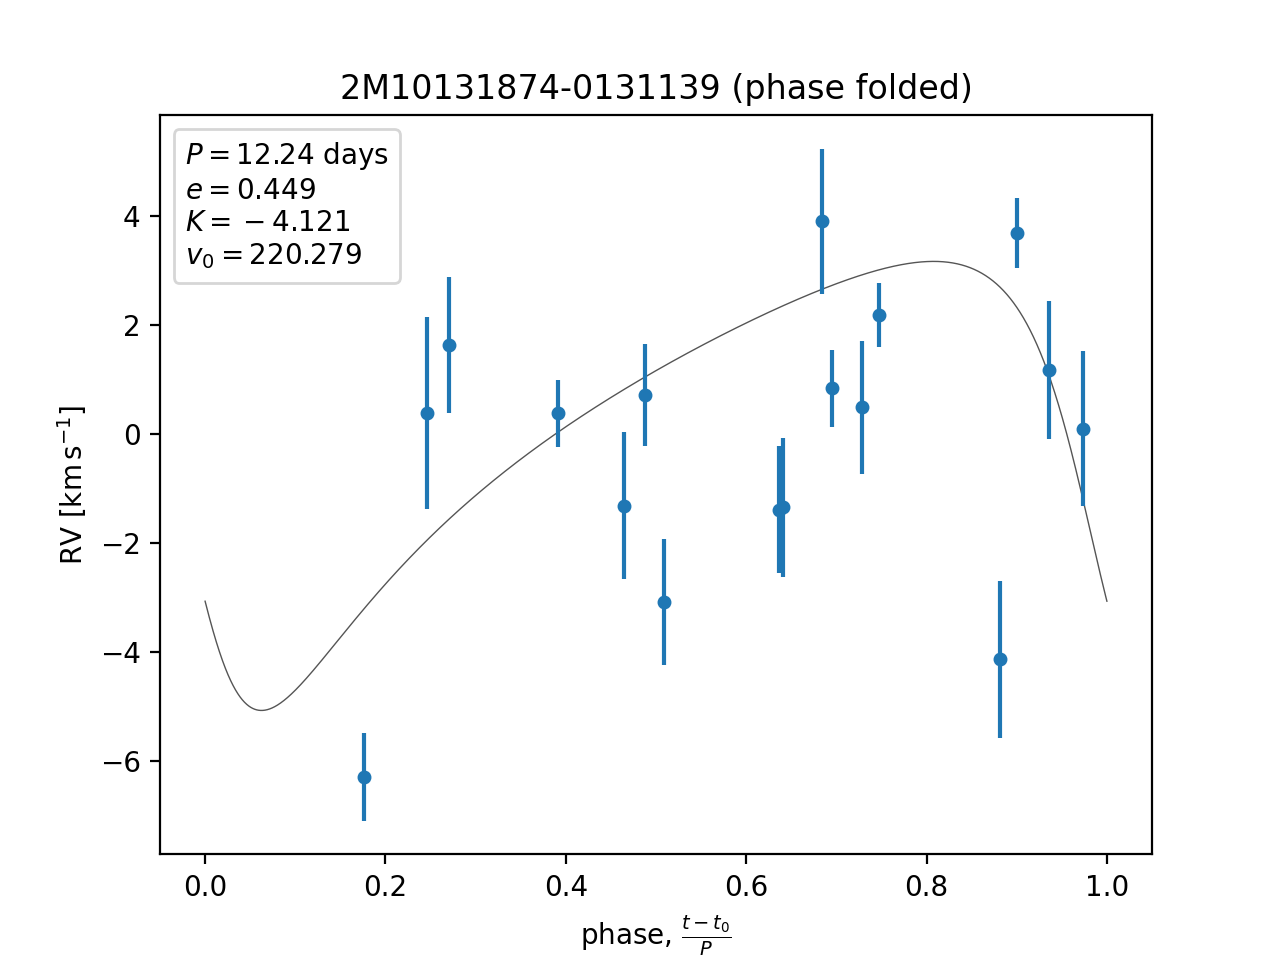 2M10131874-0131139 (phase folded)
P = 12.24 days
e = 0.449
K = −4.121
v₀ = 220.279
RV [km s⁻¹]
4
2
0
−2
−4
−6
0.0 0.2 0.4 0.6 0.8 1.0
phase, (t − t₀)/P